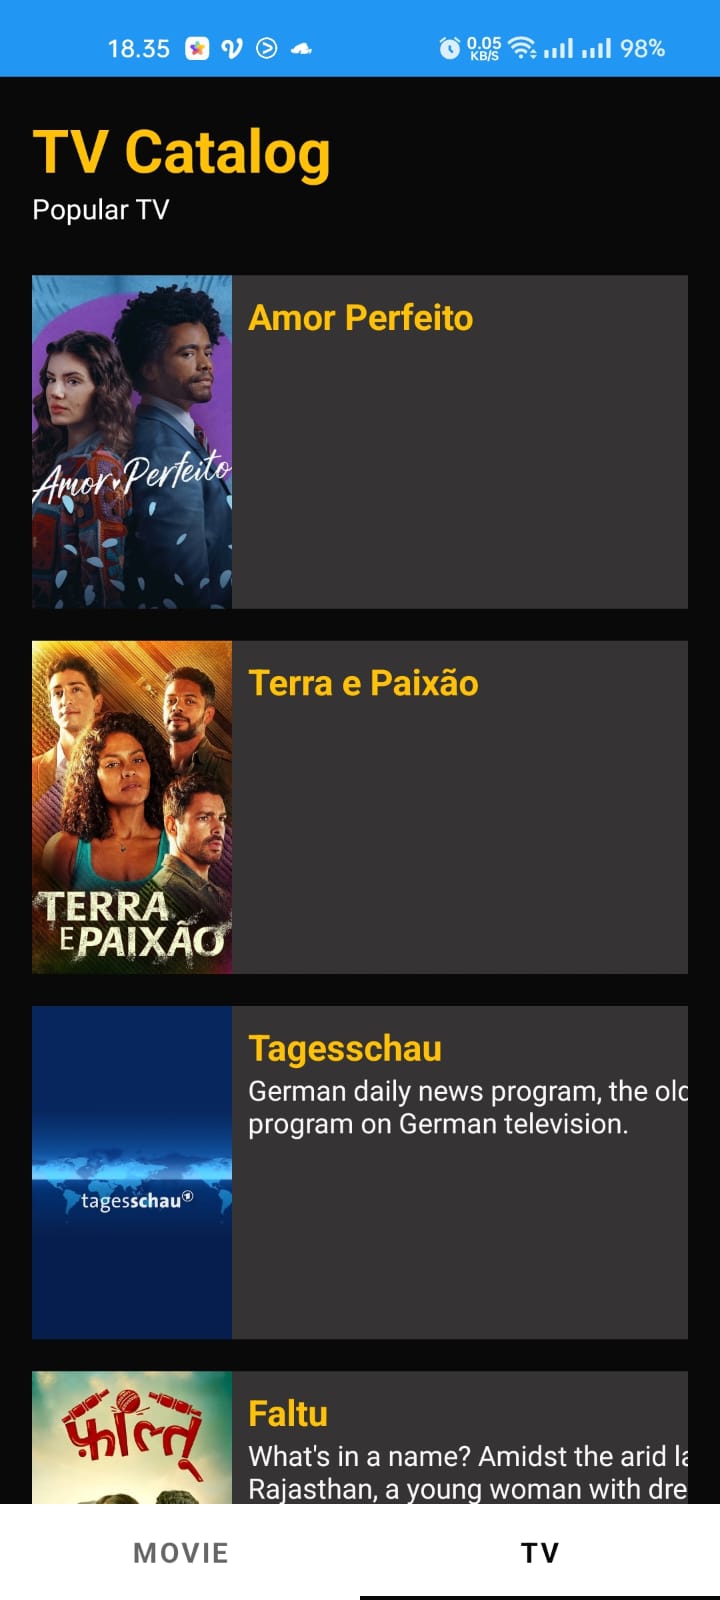 18.35
0.05
KB/S
98%
TV Catalog
Popular TV
Amor Perfeito
Amor Perfeito
Terra e Paixão
TERRA
E PAIXÃO
Tagesschau
German daily news program, the old
program on German television.
tagesschau
Faltu
फालतू
What's in a name? Amidst the arid la
Rajasthan, a young woman with dre
MOVIE
TV